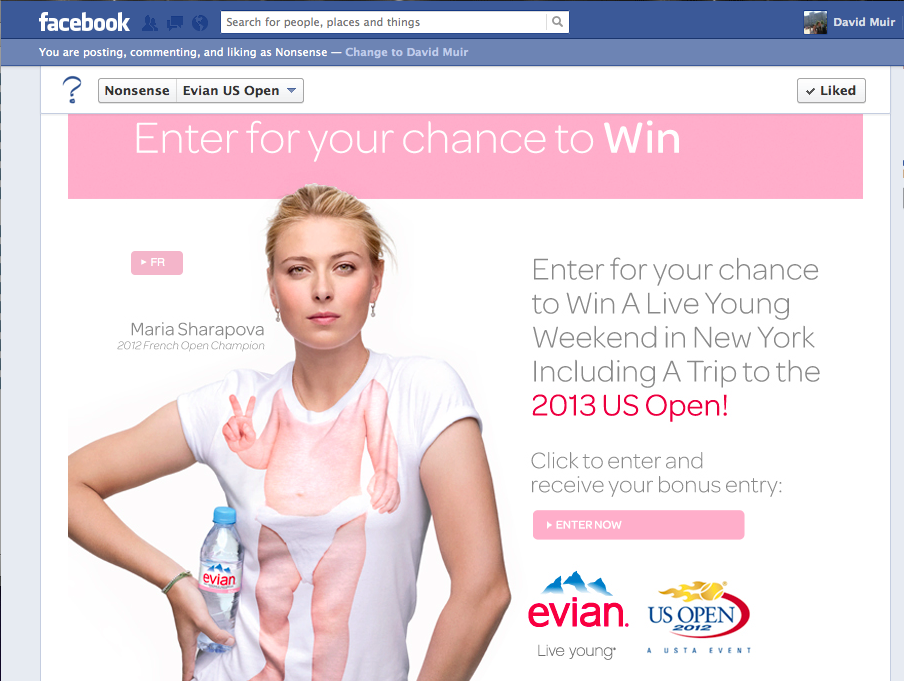 facebook
Search for people, places and things
David Muir
You are posting, commenting, and liking as Nonsense — Change to David Muir
?
Nonsense
Evian US Open
Liked
Enter for your chance to Win
FR
Maria Sharapova
2012 French Open Champion
Enter for your chance
to Win A Live Young
Weekend in New York
Including A Trip to the
2013 US Open!
Click to enter and
receive your bonus entry:
ENTER NOW
evian
evian.
Live young*
US OPEN
2012
A USTA EVENT